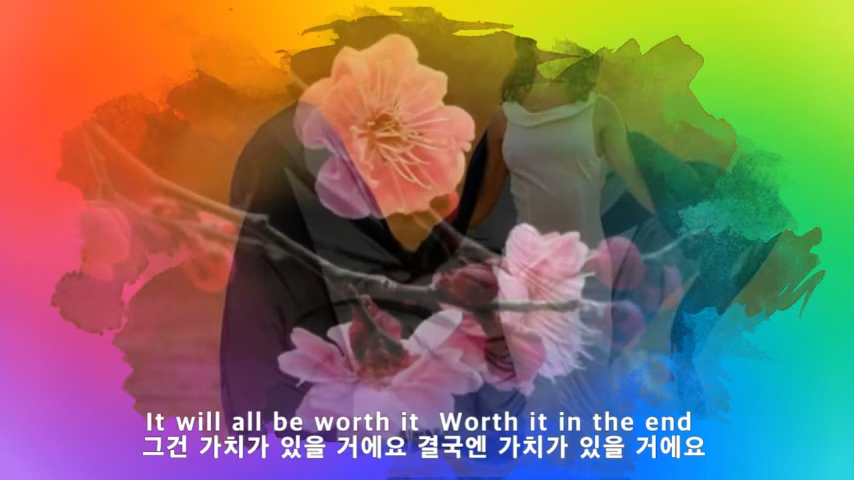 It will all be worth it  Worth it in the end
그건 가치가 있을 거에요 결국엔 가치가 있을 거에요